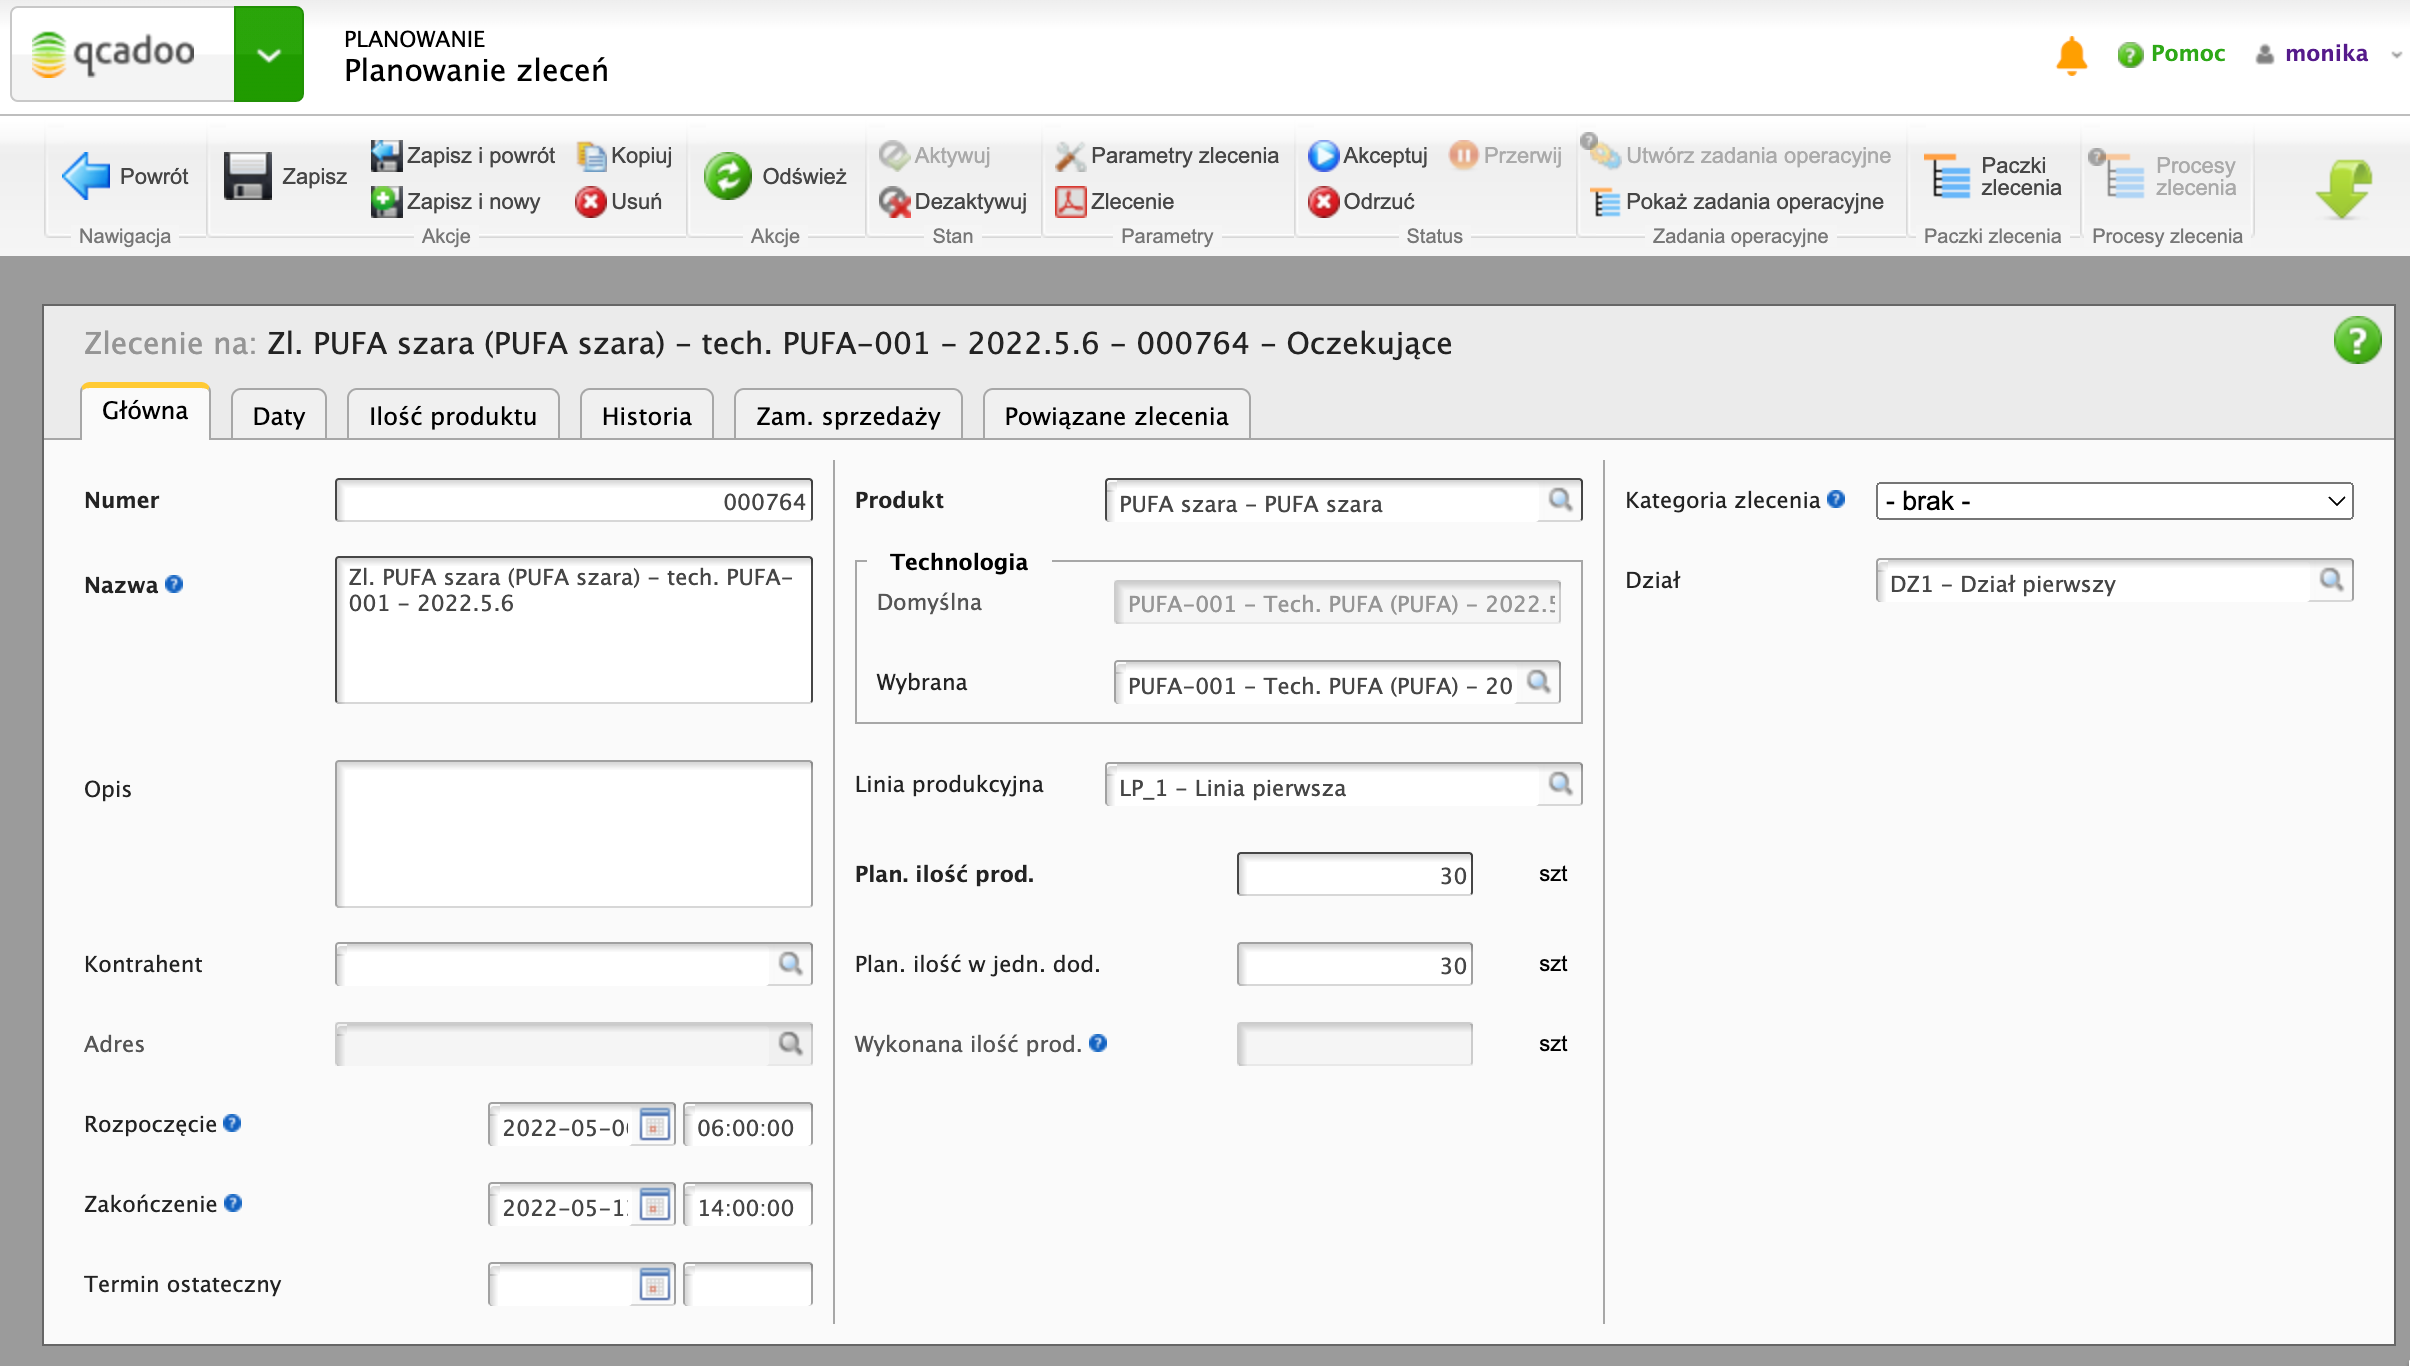 qcadoo
PLANOWANIE
Planowanie zleceń
Pomoc
monika
Powrót
Nawigacja
Zapisz
Zapisz i powrót
Kopiuj
Zapisz i nowy
Usuń
Akcje
Odśwież
Akcje
Aktywuj
Dezaktywuj
Stan
Parametry zlecenia
Zlecenie
Parametry
Akceptuj
Przerwij
Odrzuć
Status
Utwórz zadania operacyjne
Pokaż zadania operacyjne
Zadania operacyjne
Paczki
zlecenia
Paczki zlecenia
Procesy
zlecenia
Procesy zlecenia
Zlecenie na: Zl. PUFA szara (PUFA szara) - tech. PUFA-001 - 2022.5.6 - 000764 - Oczekujące
Główna
Daty
Ilość produktu
Historia
Zam. sprzedaży
Powiązane zlecenia
Numer
000764
Nazwa
Zl. PUFA szara (PUFA szara) - tech. PUFA-
001 - 2022.5.6
Opis
Kontrahent
Adres
Rozpoczęcie
2022-05-0
06:00:00
Zakończenie
2022-05-1
14:00:00
Termin ostateczny
Produkt
PUFA szara - PUFA szara
Technologia
Domyślna
PUFA-001 - Tech. PUFA (PUFA) - 2022.5
Wybrana
PUFA-001 - Tech. PUFA (PUFA) - 20
Linia produkcyjna
LP_1 - Linia pierwsza
Plan. ilość prod.
30
szt
Plan. ilość w jedn. dod.
30
szt
Wykonana ilość prod.
szt
Kategoria zlecenia
- brak -
Dział
DZ1 - Dział pierwszy